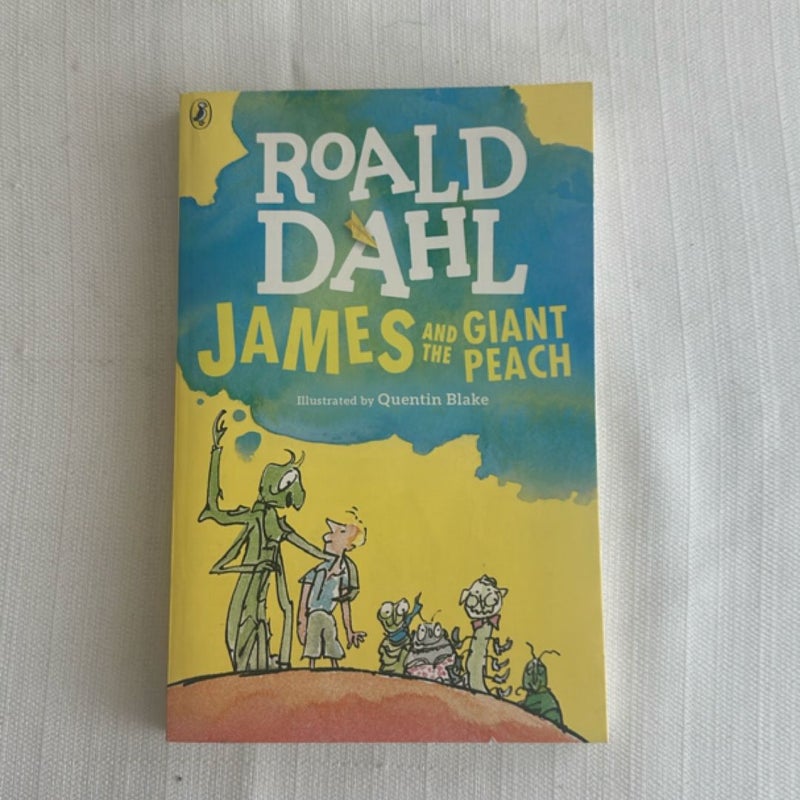 ROALD
DAHL
JAMES AND THE GIANT PEACH
Illustrated by Quentin Blake